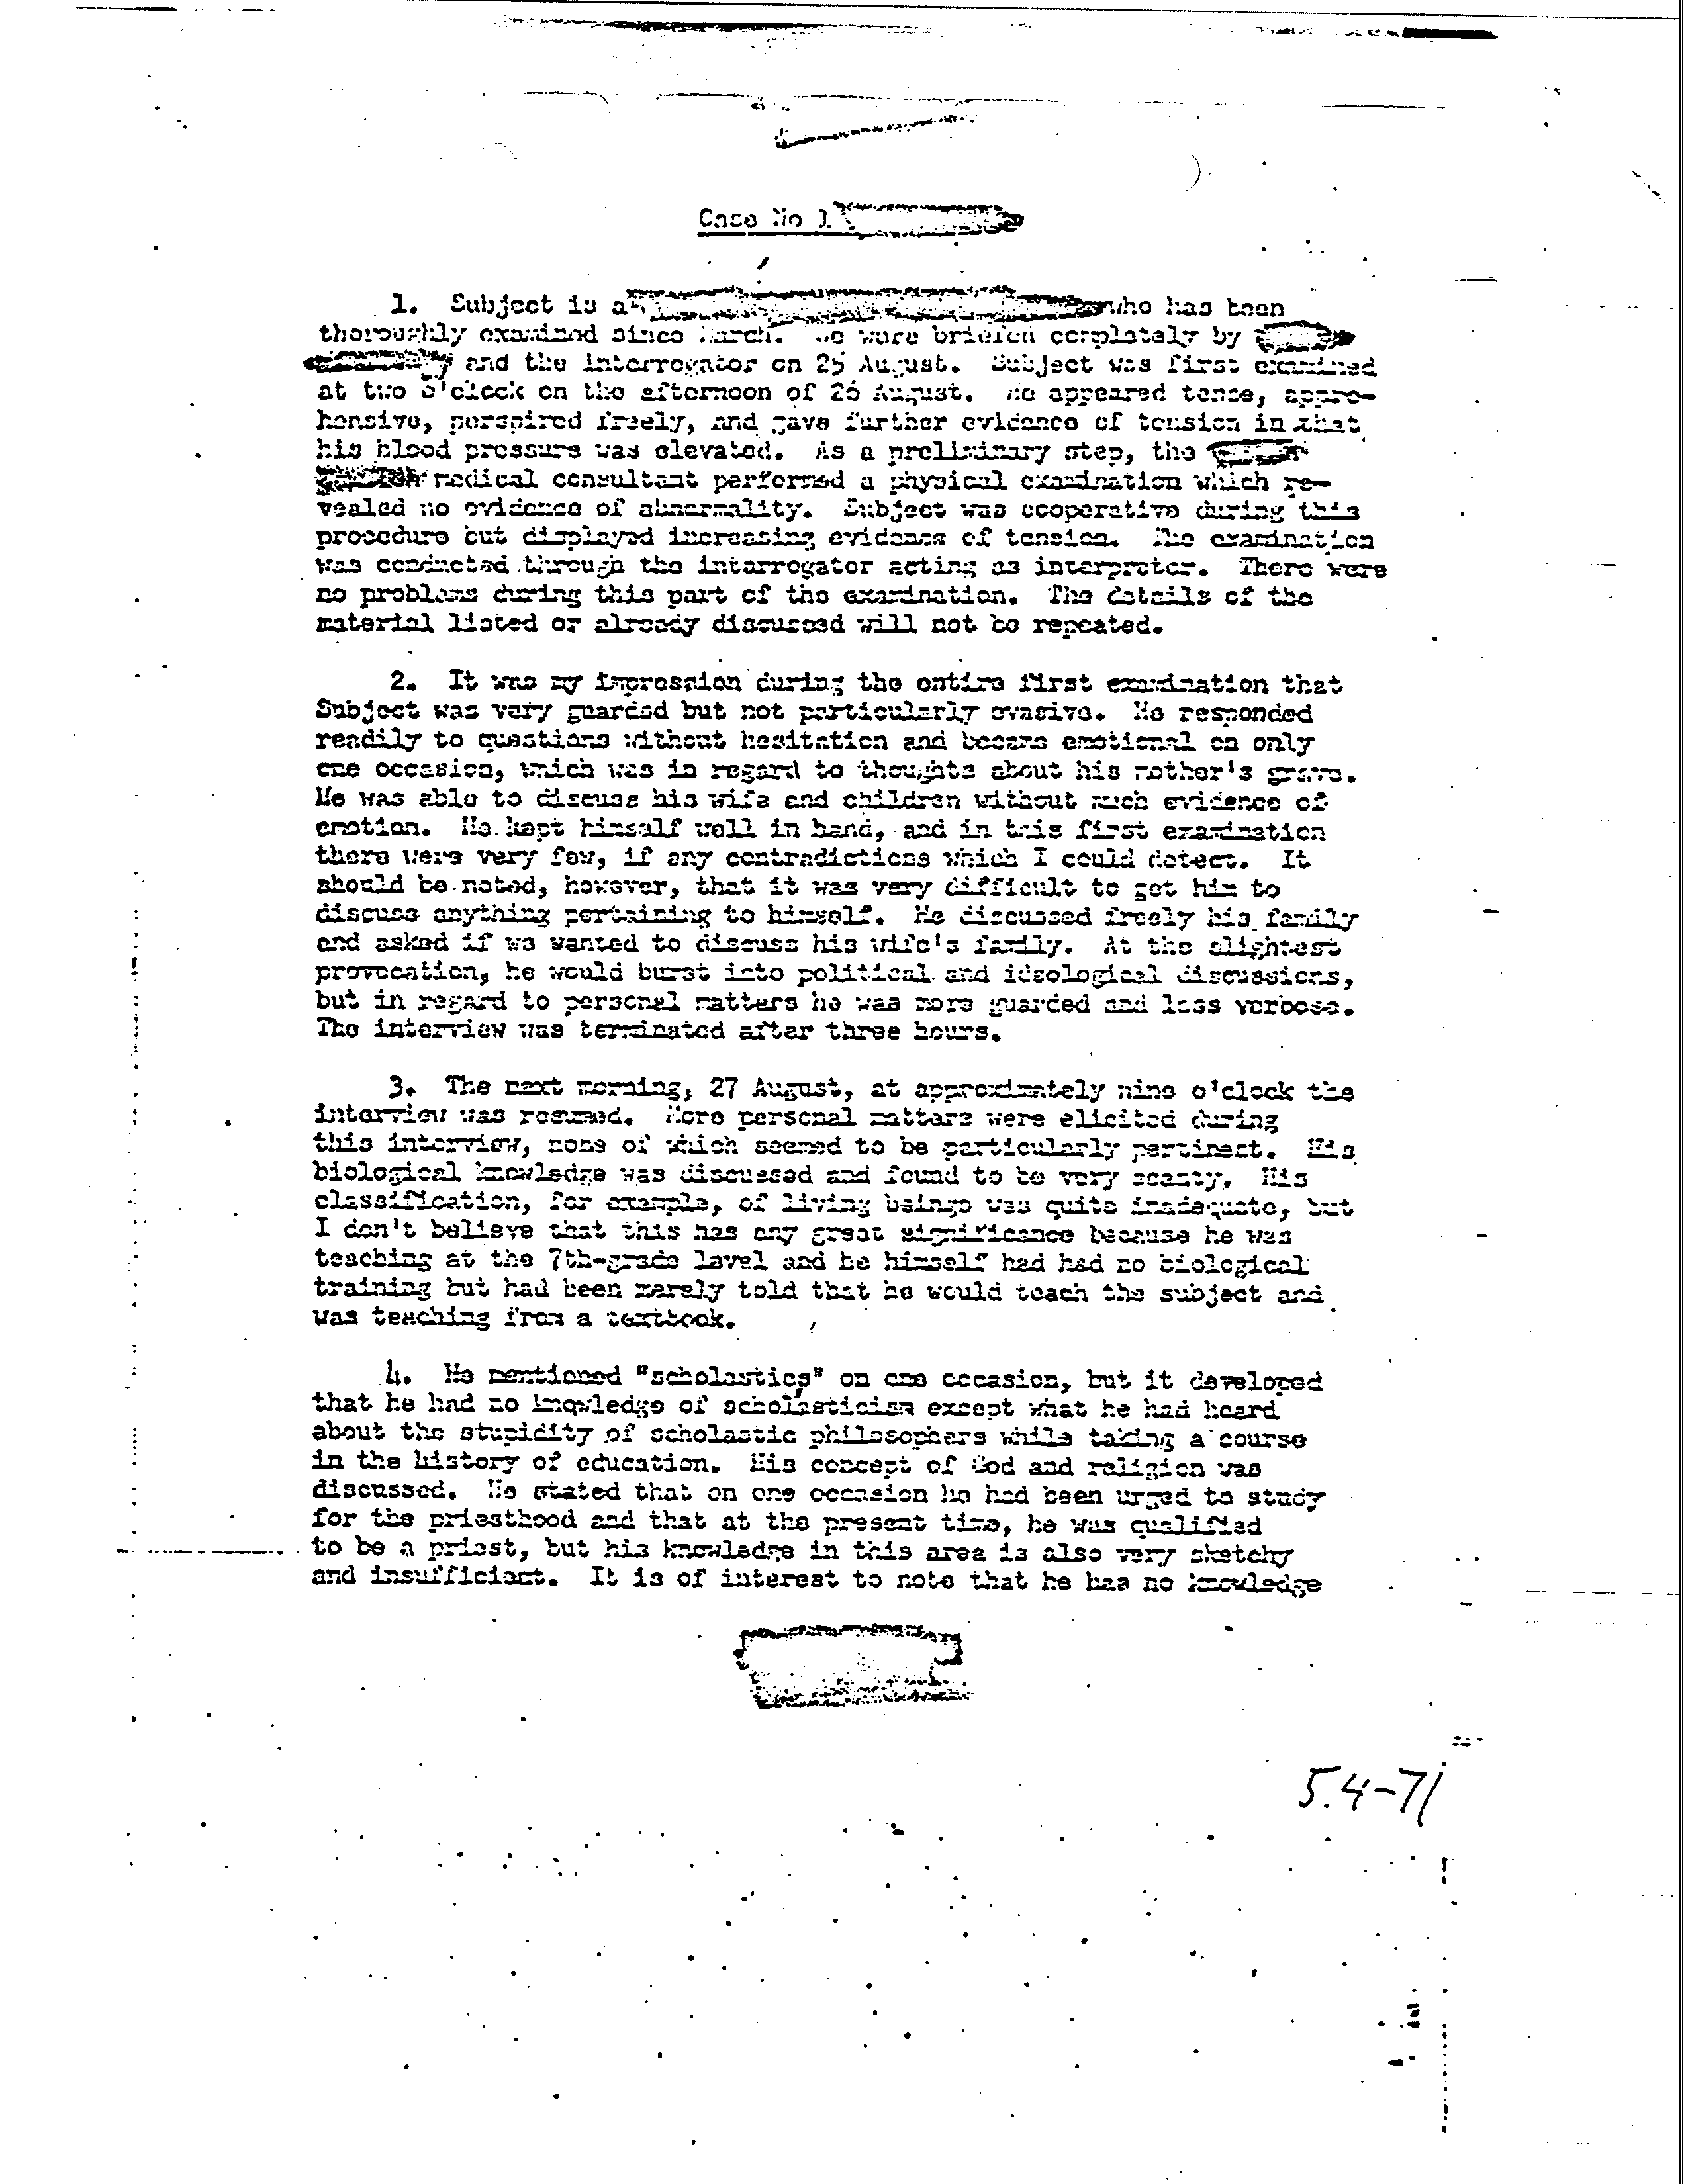 Case No 1
1. Subject is a who has been
thoroughly examined since March. We were briefed completely by
and the interrogator on 25 August. Subject was first examined
at two o'clock on the afternoon of 26 August. He appeared tense, appre-
hensive, perspired freely, and gave further evidence of tension in that
his blood pressure was elevated. As a preliminary step, the
medical consultant performed a physical examination which re-
vealed no evidence of abnormality. Subject was cooperative during this
procedure but displayed increasing evidence of tension. The examination
was conducted through the interrogator acting as interpreter. There were
no problems during this part of the examination. The details of the
material listed or already discussed will not be repeated.
2. It was my impression during the entire first examination that
Subject was very guarded but not particularly evasive. He responded
readily to questions without hesitation and became emotional on only
one occasion, which was in regard to thoughts about his mother's grave.
He was able to discuss his wife and children without much evidence of
emotion. He kept himself well in hand, and in this first examination
there were very few, if any contradictions which I could detect. It
should be noted, however, that it was very difficult to get him to
discuss anything pertaining to himself. He discussed freely his family
and asked if we wanted to discuss his wife's family. At the slightest
provocation, he would burst into political and ideological discussions,
but in regard to personal matters he was more guarded and less verbose.
The interview was terminated after three hours.
3. The next morning, 27 August, at approximately nine o'clock the
interview was resumed. More personal matters were elicited during
this interview, none of which seemed to be particularly pertinent. His
biological knowledge was discussed and found to be very scanty. His
classification, for example, of living beings was quite inadequate, but
I don't believe that this has any great significance because he was
teaching at the 7th-grade level and he himself had had no biological
training but had been merely told that he would teach the subject and
was teaching from a textbook.
4. He mentioned "scholastics" on one occasion, but it developed
that he had no knowledge of scholasticism except what he had heard
about the stupidity of scholastic philosophers while taking a course
in the history of education. His concept of God and religion was
discussed. He stated that on one occasion he had been urged to study
for the priesthood and that at the present time, he was qualified
to be a priest, but his knowledge in this area is also very sketchy
and insufficient. It is of interest to note that he has no knowledge
5.4-71